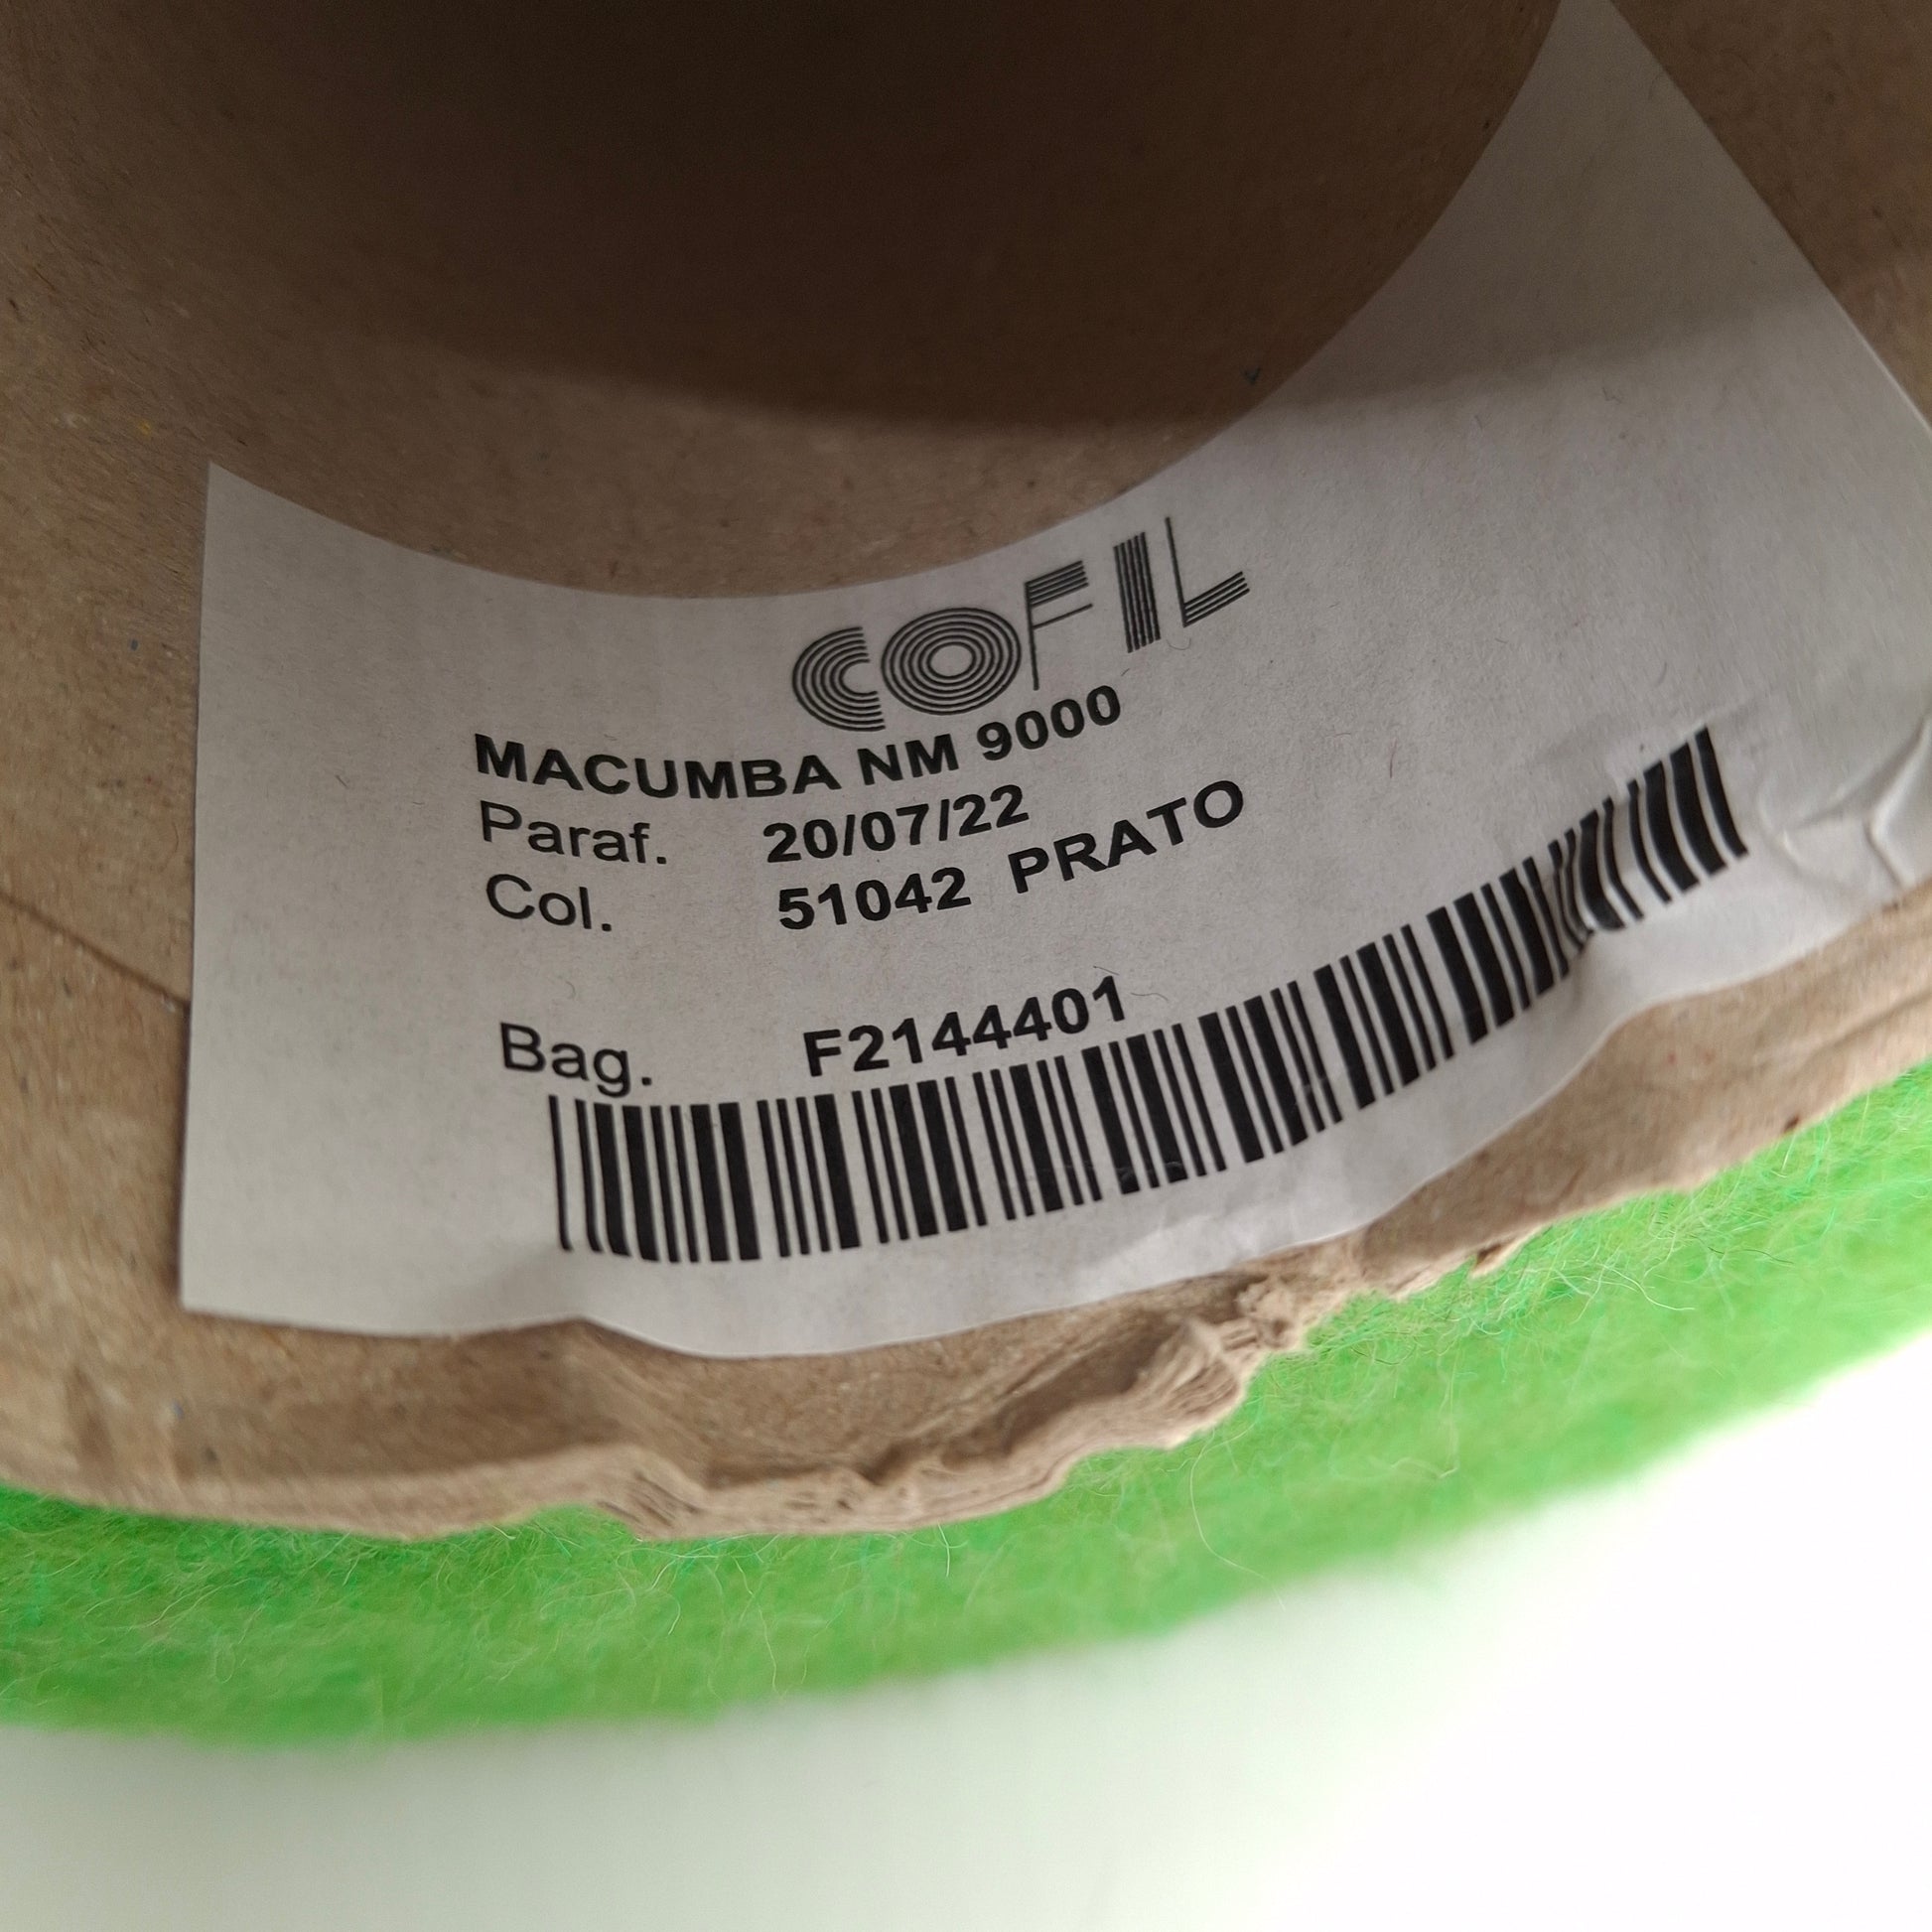 COFIL
MACUMBA NM 9000
Paraf. 20/07/22
Col. 51042 PRATO
Bag. F2144401